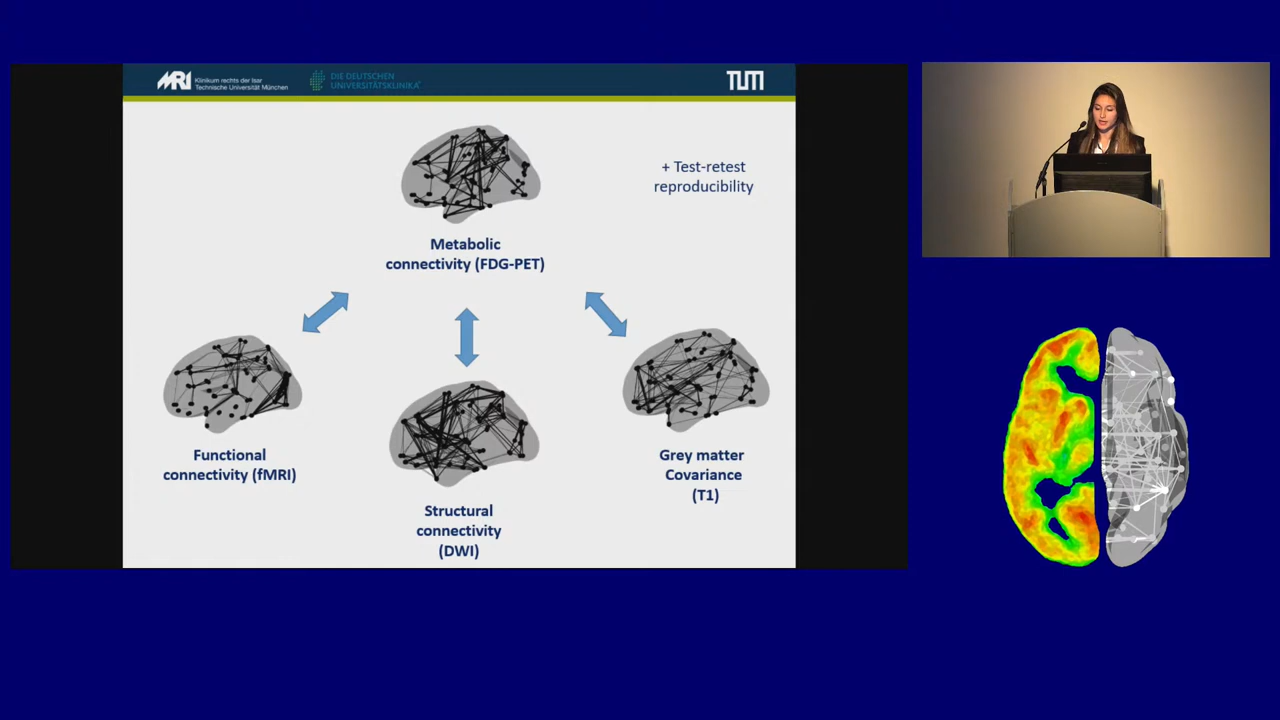 MRI
Klinikum rechts der Isar
Technische Universität München
DIE DEUTSCHEN
UNIVERSITÄTSKLINIKA®
TUM
+ Test-retest
reproducibility
Metabolic
connectivity (FDG-PET)
Functional
connectivity (fMRI)
Structural
connectivity
(DWI)
Grey matter
Covariance
(T1)